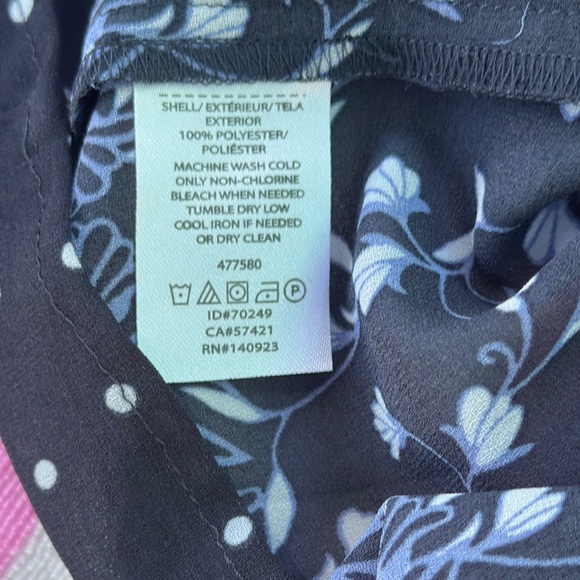 SHELL/ EXTÉRIEUR/ TELA
EXTERIOR
100% POLYESTER/
POLIÉSTER
MACHINE WASH COLD
ONLY NON-CHLORINE
BLEACH WHEN NEEDED
TUMBLE DRY LOW
COOL IRON IF NEEDED
OR DRY CLEAN
477580
P
ID#70249
CA#57421
RN#140923